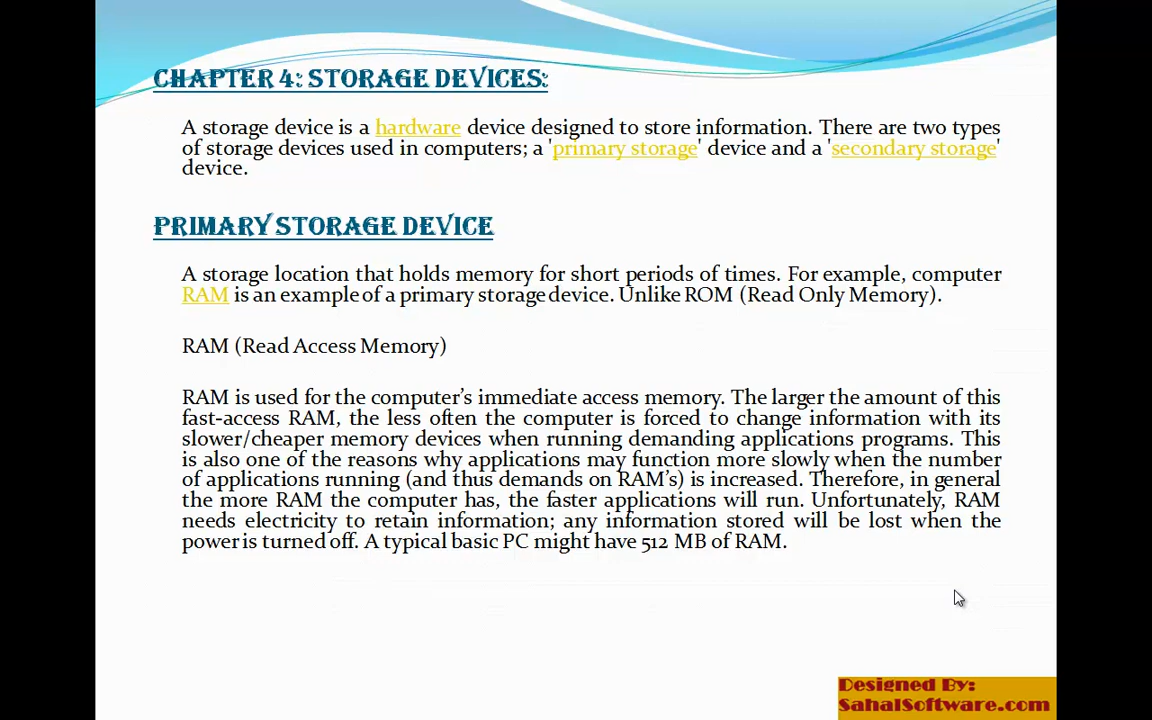 CHAPTER 4: STORAGE DEVICES:
A storage device is a hardware device designed to store information. There are two types
of storage devices used in computers; a 'primary storage' device and a 'secondary storage'
device.
PRIMARY STORAGE DEVICE
A storage location that holds memory for short periods of times. For example, computer
RAM is an example of a primary storage device. Unlike ROM (Read Only Memory).
RAM (Read Access Memory)
RAM is used for the computer’s immediate access memory. The larger the amount of this
fast-access RAM, the less often the computer is forced to change information with its
slower/cheaper memory devices when running demanding applications programs. This
is also one of the reasons why applications may function more slowly when the number
of applications running (and thus demands on RAM’s) is increased. Therefore, in general
the more RAM the computer has, the faster applications will run. Unfortunately, RAM
needs electricity to retain information; any information stored will be lost when the
power is turned off. A typical basic PC might have 512 MB of RAM.
Designed By:
SahalSoftware.com